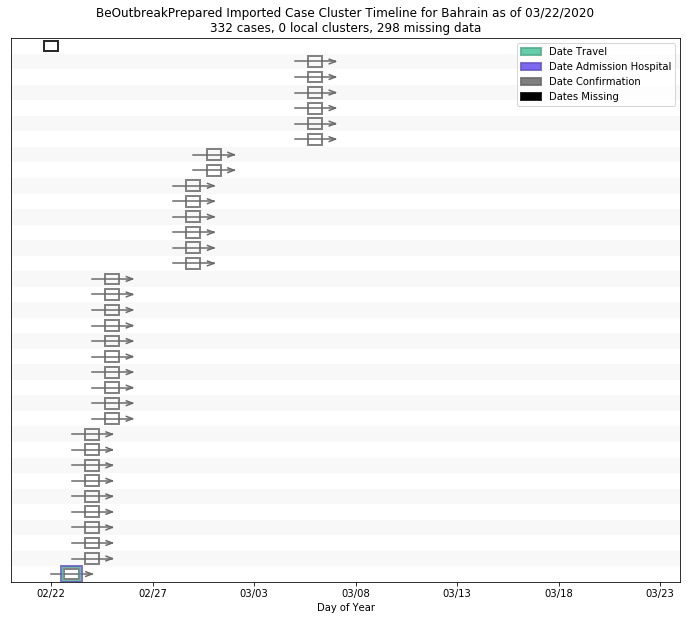 BeOutbreakPrepared Imported Case Cluster Timeline for Bahrain as of 03/22/2020
332 cases, 0 local clusters, 298 missing data
Date Travel
Date Admission Hospital
Date Confirmation
Dates Missing
02/22 02/27 03/03 03/08 03/13 03/18 03/23
Day of Year